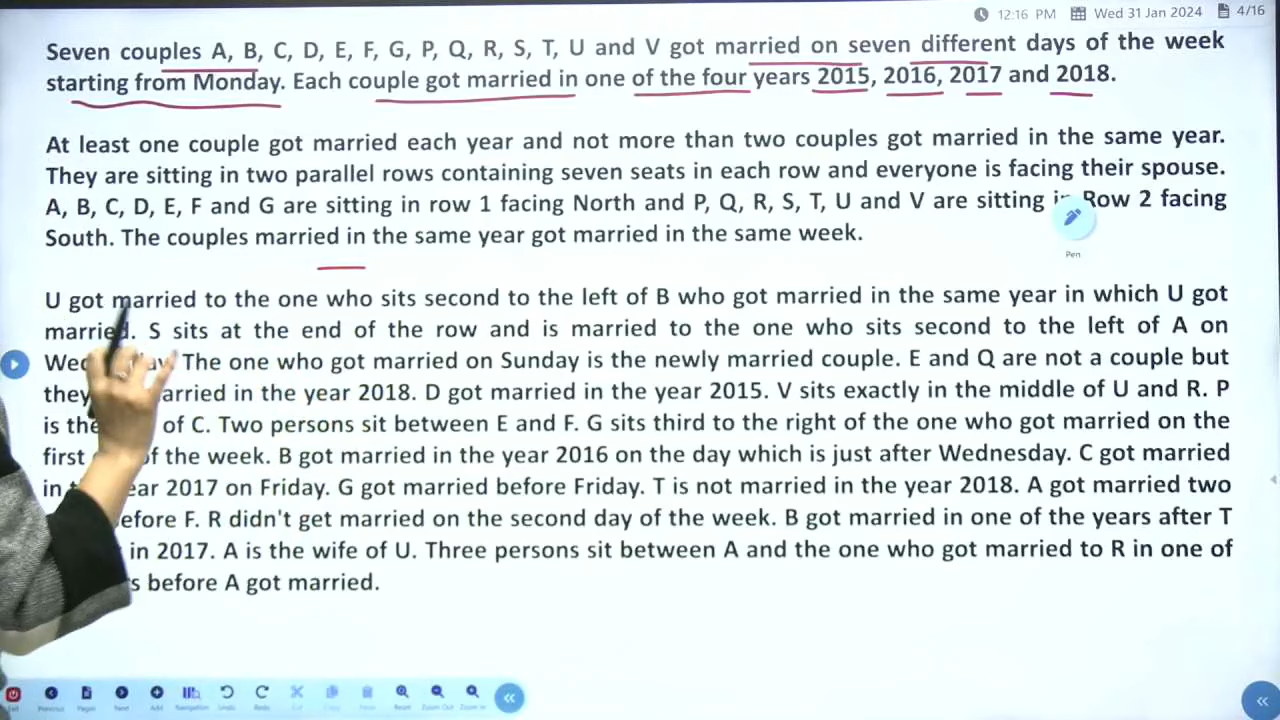 12:16 PM Wed 31 Jan 2024 4/16
Seven couples A, B, C, D, E, F, G, P, Q, R, S, T, U and V got married on seven different days of the week
starting from Monday. Each couple got married in one of the four years 2015, 2016, 2017 and 2018.
At least one couple got married each year and not more than two couples got married in the same year.
They are sitting in two parallel rows containing seven seats in each row and everyone is facing their spouse.
A, B, C, D, E, F and G are sitting in row 1 facing North and P, Q, R, S, T, U and V are sitting Row 2 facing
South. The couples married in the same year got married in the same week.
Pen
U got married to the one who sits second to the left of B who got married in the same year in which U got
married. S sits at the end of the row and is married to the one who sits second to the left of A on
The one who got married on Sunday is the newly married couple. E and Q are not a couple but
they in the year 2018. D got married in the year 2015. V sits exactly in the middle of U and R. P
is of C. Two persons sit between E and F. G sits third to the right of the one who got married on the
first the week. B got married in the year 2016 on the day which is just after Wednesday. C got married
in 2017 on Friday. G got married before Friday. T is not married in the year 2018. A got married two
F. R didn't get married on the second day of the week. B got married in one of the years after T
in 2017. A is the wife of U. Three persons sit between A and the one who got married to R in one of
before A got married.
Previous Pages Next Add Navigation Undo Redo Reset Zoom Out Zoom In